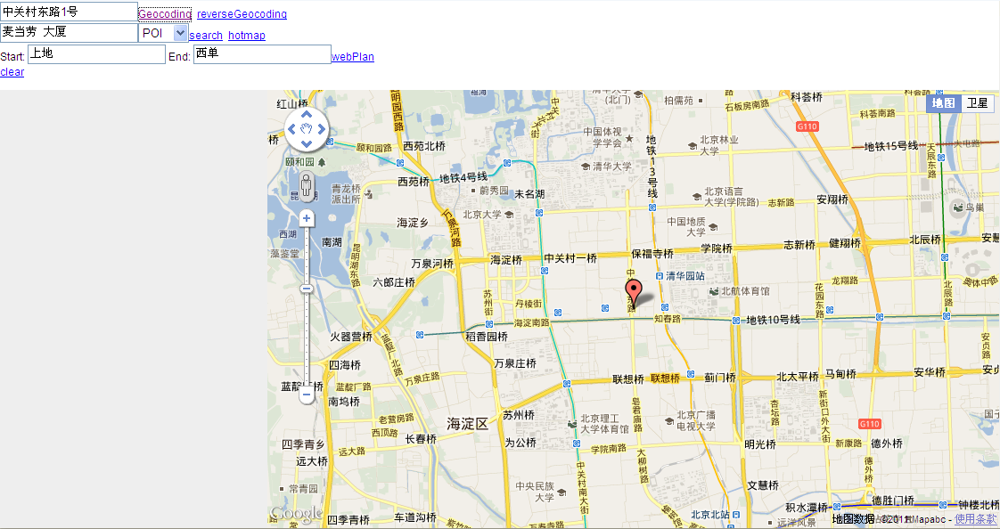 中关村东路1号 Geocoding reverseGeocoding
麦当劳 大厦 POI search hotmap
Start: 上地 End: 西单 webPlan
clear
地图 卫星
红山桥
昆明湖西路
福海
中关
清华大学
(北门)
柏儒苑
石板房南路
科荟桥
科荟南路
G110
中国体视
学学会
地铁13号线
北京林业
大学
地铁15号线
大屯路
天辰东路
桥
颐和园路
西苑北桥
颐和园
西苑桥
地铁4号线
清华大学
青龙桥
派出所
蔚秀园
未名湖
北京语言
大学(学院路)
志新路
安翔桥
鸟巢
北京大学
海淀乡
万泉河路
中国地质
大学
西湖
南湖
藻鉴堂
昆明湖东路
学院桥
志新桥
健翔桥
北辰桥
安慧
万泉河桥
海淀桥
中关村一桥
保福寺桥
六郎庄桥
清华园站
北航体育馆
龙翔路
奥体中路
花园东路
北辰路
苏州街
丹棱街
海淀南路
知春路
地铁10号线
火器营桥
稻香园桥
蓝靛厂北路
安贞路
四海桥
万泉庄桥
蓝靛厂路
万泉庄路
南坞桥
联想桥
联想桥
蓟门桥
北太平桥
马甸桥
安华桥
苏州桥
老营房路
西顶路
海淀区
北京理工
大学体育馆
皂君庙路
北京广播
电视大学
杏坛路
新街口外大街
G110
长春桥
四季青乡
远大路
远大桥
为公桥
学院南路
大柳树路
明光桥
新康路
德外桥
德外大街
常青园
中央民族
大学
中关村南大街
文慧桥
德胜门桥
积水潭桥
钟楼北桥
北京北站
远洋风景
四季青桥
车道沟桥
万寿寺路
Google
地图数据 ©2011 Mapabc - 使用条款